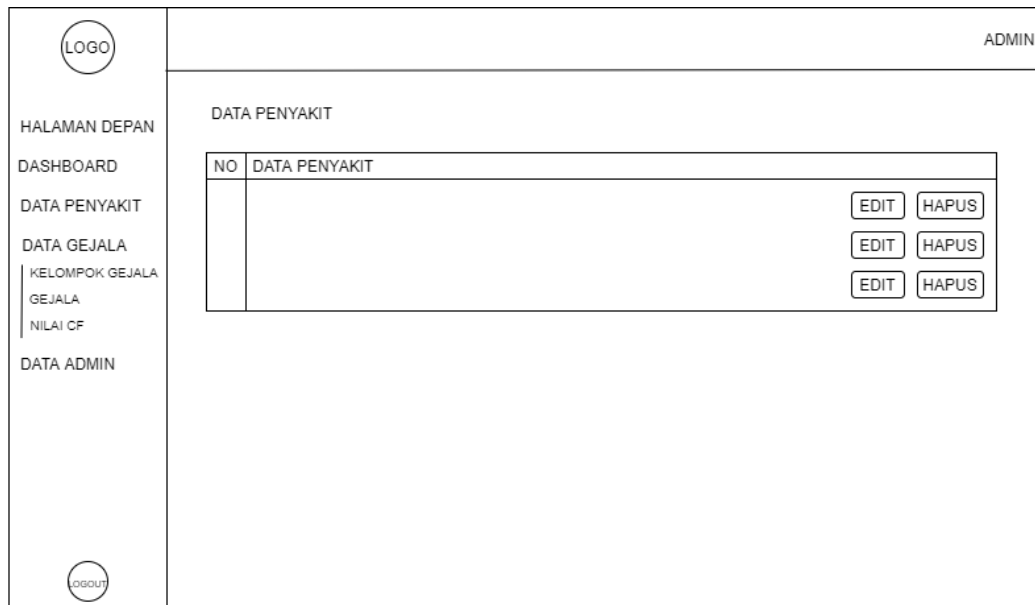 LOGO
ADMIN
HALAMAN DEPAN
DASHBOARD
DATA PENYAKIT
DATA GEJALA
KELOMPOK GEJALA
GEJALA
NILAI CF
DATA ADMIN
LOGOUT
DATA PENYAKIT
NO DATA PENYAKIT
EDIT HAPUS
EDIT HAPUS
EDIT HAPUS